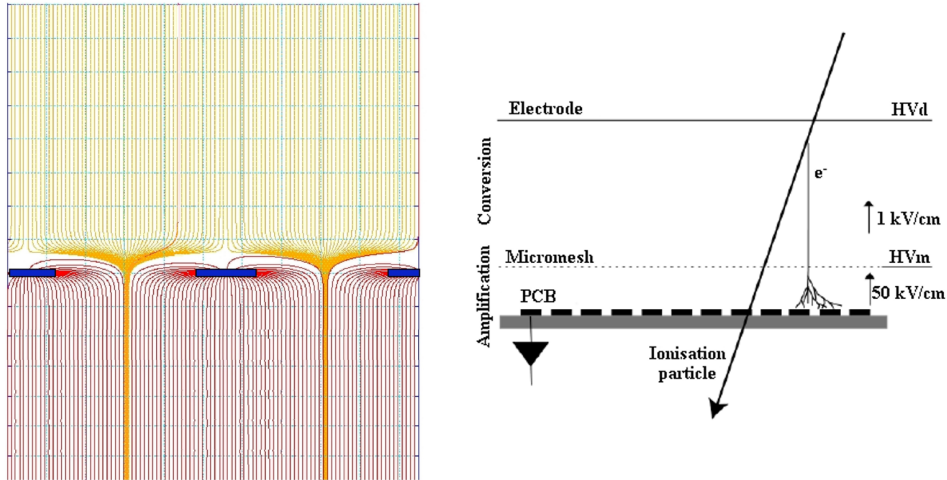 Electrode HVd
Conversion
e-
1 kV/cm
Micromesh HVm
Amplification
50 kV/cm
PCB
Ionisation
particle